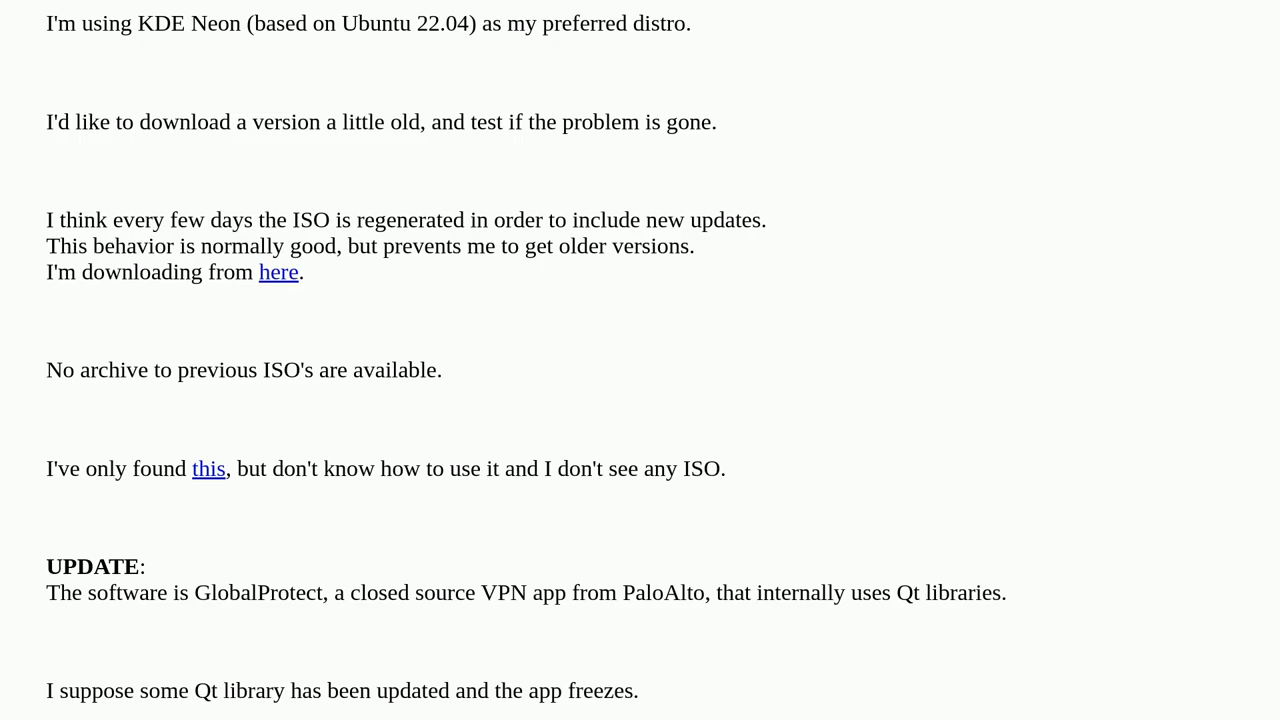 I'm using KDE Neon (based on Ubuntu 22.04) as my preferred distro.
I'd like to download a version a little old, and test if the problem is gone.
I think every few days the ISO is regenerated in order to include new updates.
This behavior is normally good, but prevents me to get older versions.
I'm downloading from here.
No archive to previous ISO's are available.
I've only found this, but don't know how to use it and I don't see any ISO.
UPDATE:
The software is GlobalProtect, a closed source VPN app from PaloAlto, that internally uses Qt libraries.
I suppose some Qt library has been updated and the app freezes.